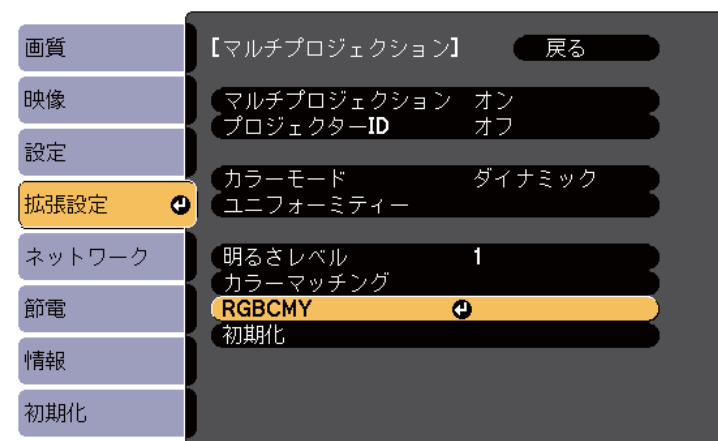 画質
映像
設定
拡張設定
ネットワーク
節電
情報
初期化
[マルチプロジェクション] 戻る
マルチプロジェクション オン
プロジェクターID オフ
カラーモード ダイナミック
ユニフォーミティー
明るさレベル 1
カラーマッチング
RGBCMY
初期化